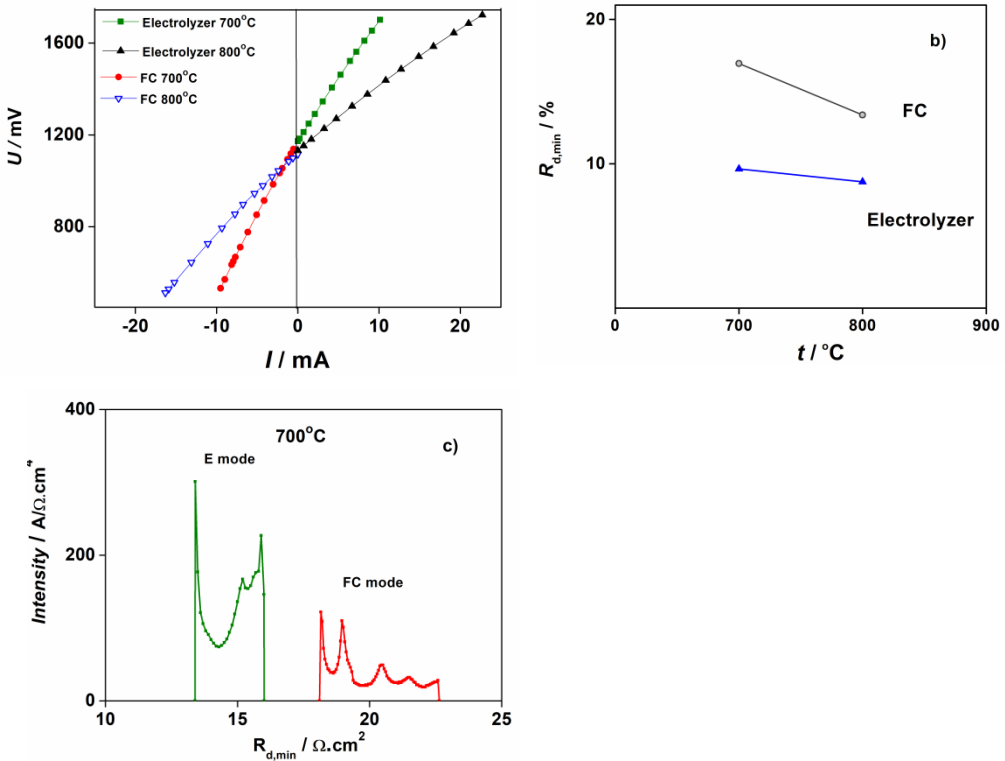 Electrolyzer 700°C
Electrolyzer 800°C
FC 700°C
FC 800°C
1600
1200
800
U / mV
-20 -10 0 10 20
I / mA
b)
20
10
R_d,min / %
FC
Electrolyzer
0 700 800 900
t / °C
400
200
0
Intensity / A/Ω.cm⁴
700°C
c)
E mode
FC mode
10 15 20 25
R_d,min / Ω.cm²